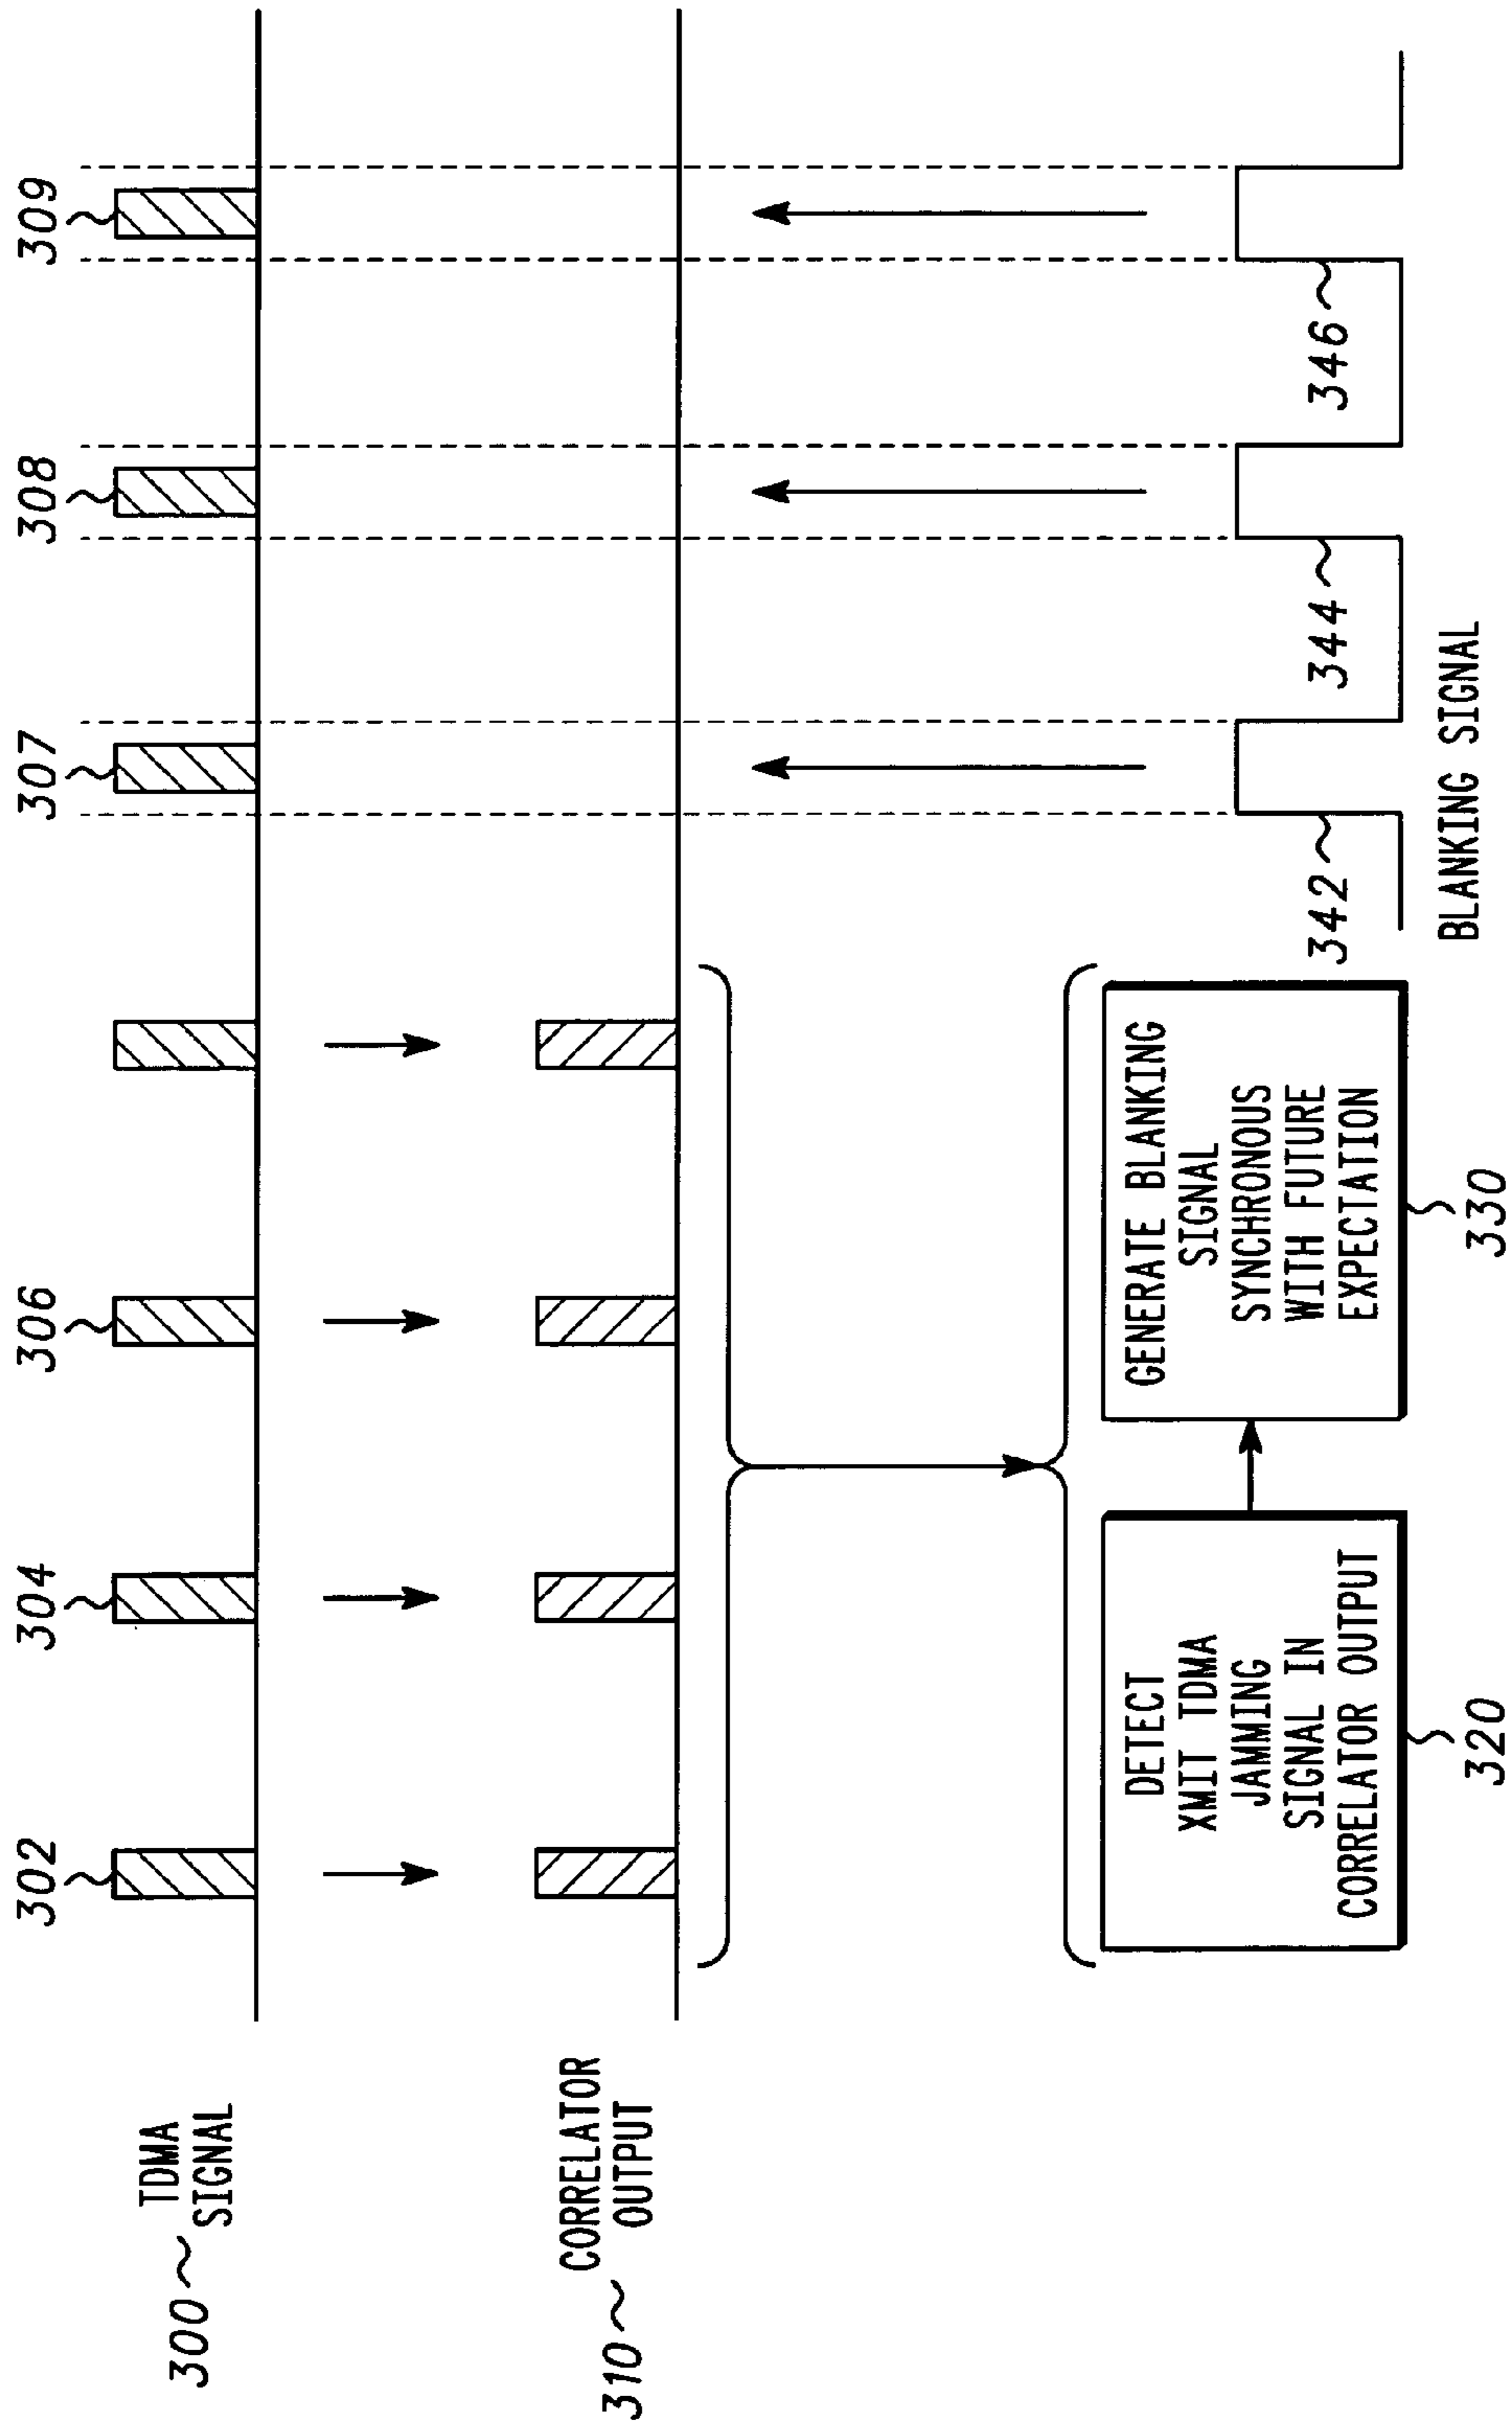 302
304
306
307
308
309
300
TDMA
SIGNAL
310
CORRELATOR
OUTPUT
DETECT
XMIT TDMA
JAMMING
SIGNAL IN
CORRELATOR OUTPUT
320
GENERATE BLANKING
SIGNAL
SYNCHRONOUS
WITH FUTURE
EXPECTATION
330
342
344
346
BLANKING SIGNAL